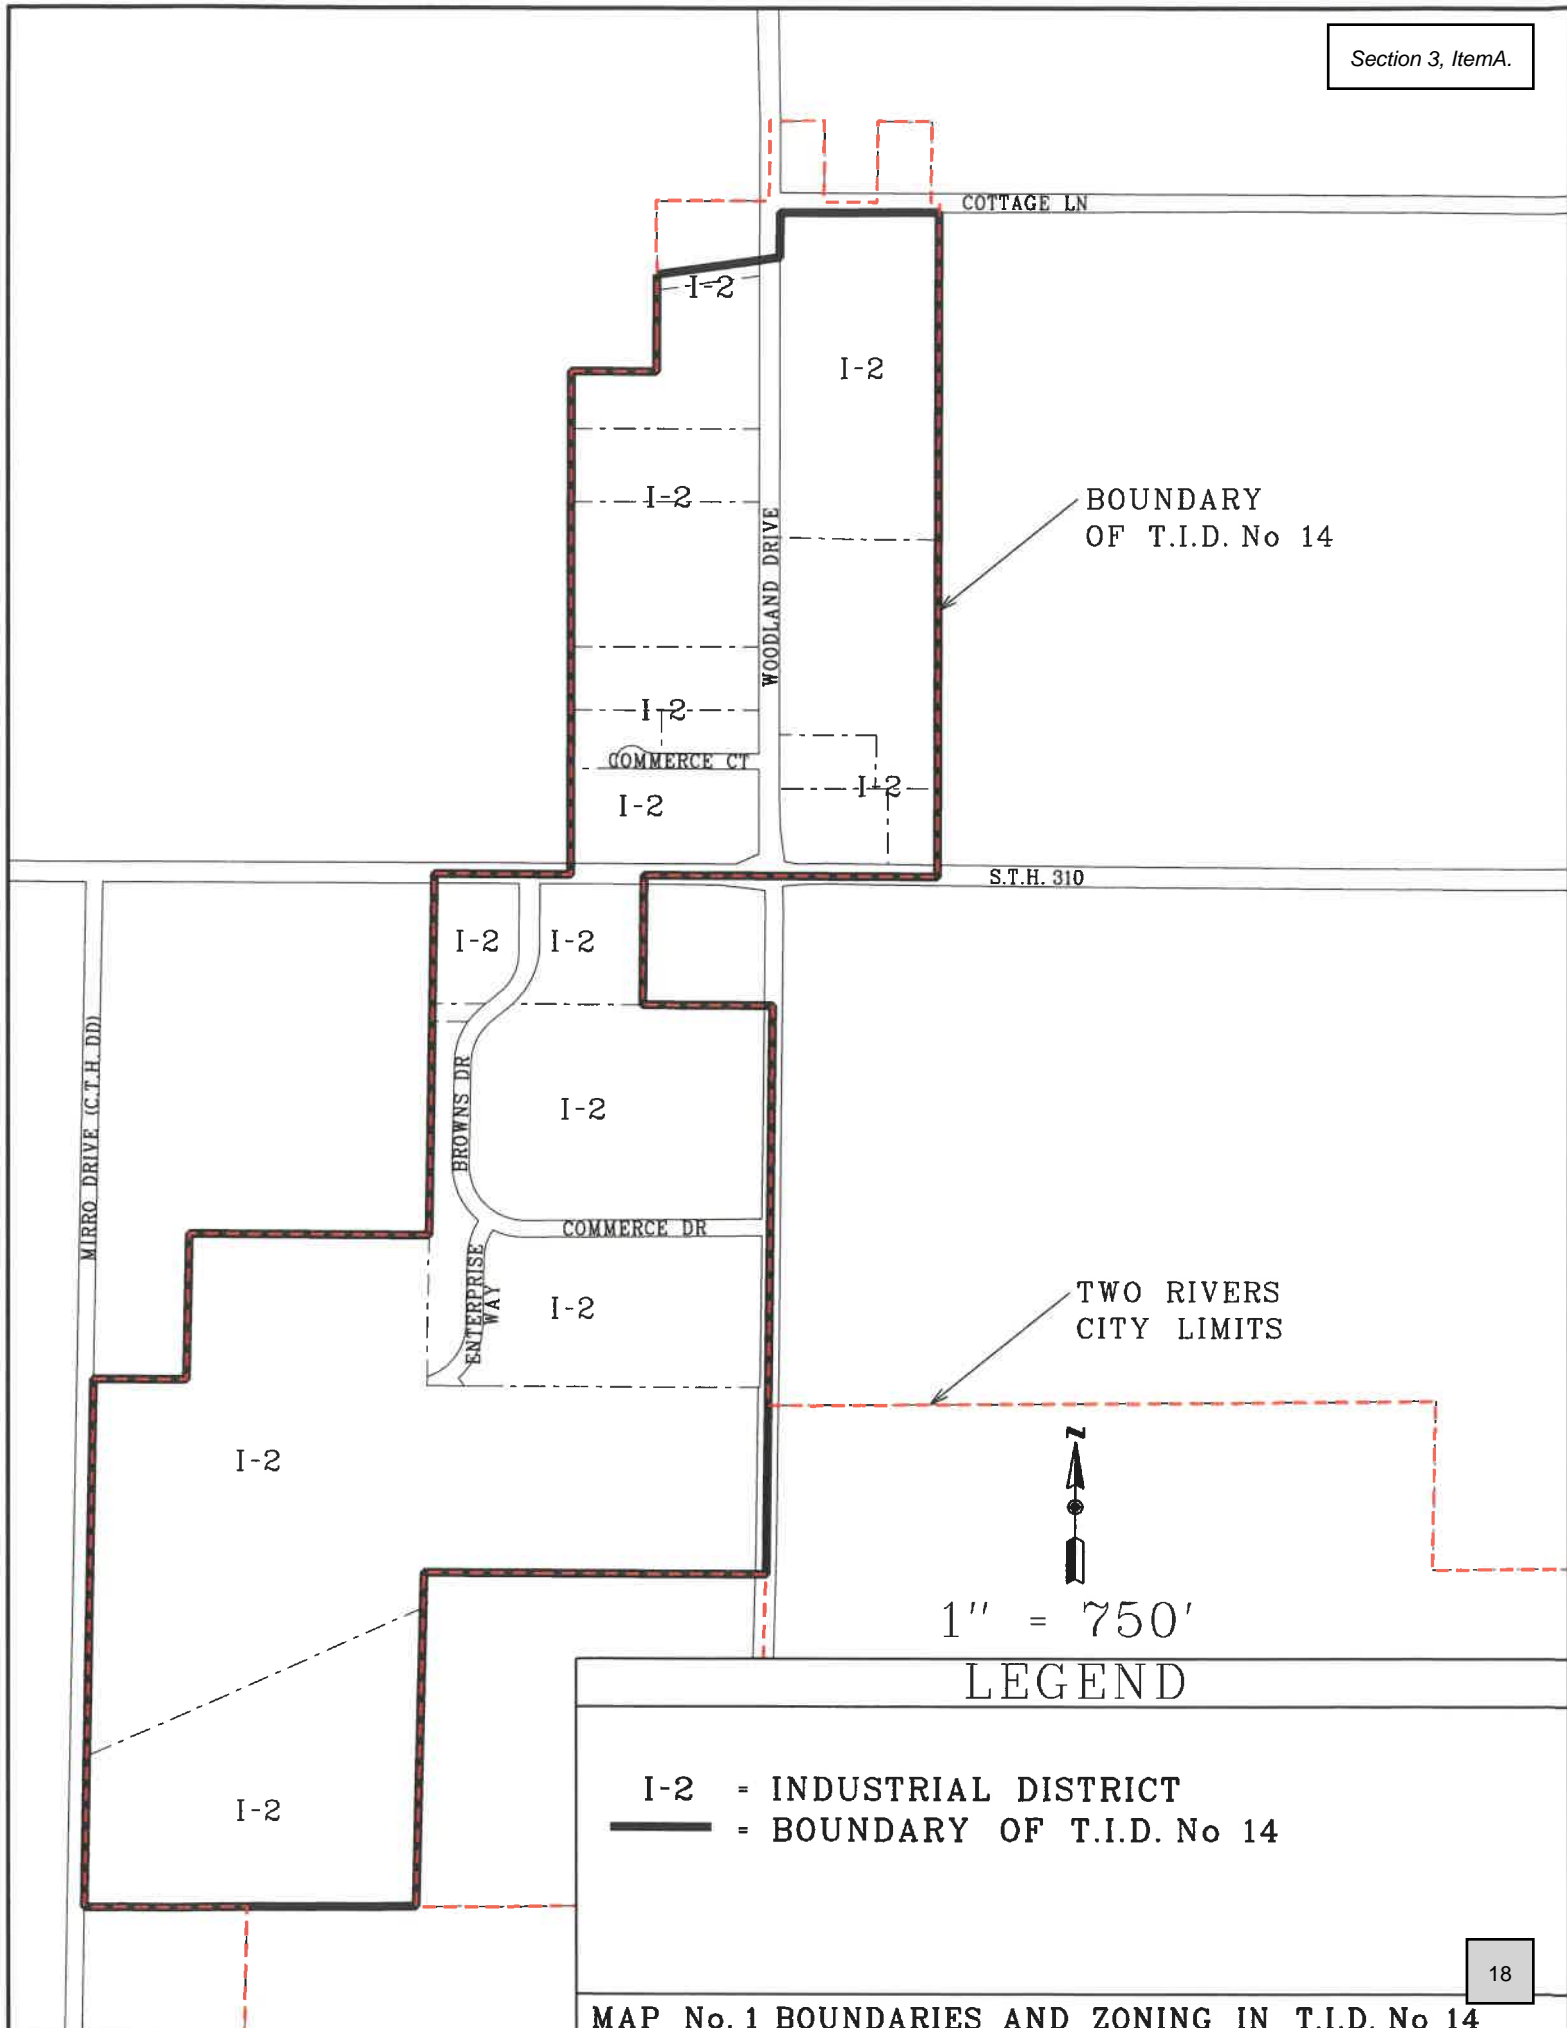 Section 3, ItemA.
COTTAGE LN
I-2
I-2
BOUNDARY
OF T.I.D. No 14
I-2
WOODLAND DRIVE
I-2
COMMERCE CT
I-2
I-2
S.T.H. 310
I-2
I-2
MIRRO DRIVE (C.T.H. DD)
BROWNS DR
I-2
COMMERCE DR
ENTERPRISE
WAY
I-2
TWO RIVERS
CITY LIMITS
I-2
N
1" = 750'
LEGEND
I-2 = INDUSTRIAL DISTRICT
= BOUNDARY OF T.I.D. No 14
I-2
18
MAP No. 1 BOUNDARIES AND ZONING IN T.I.D. No 14